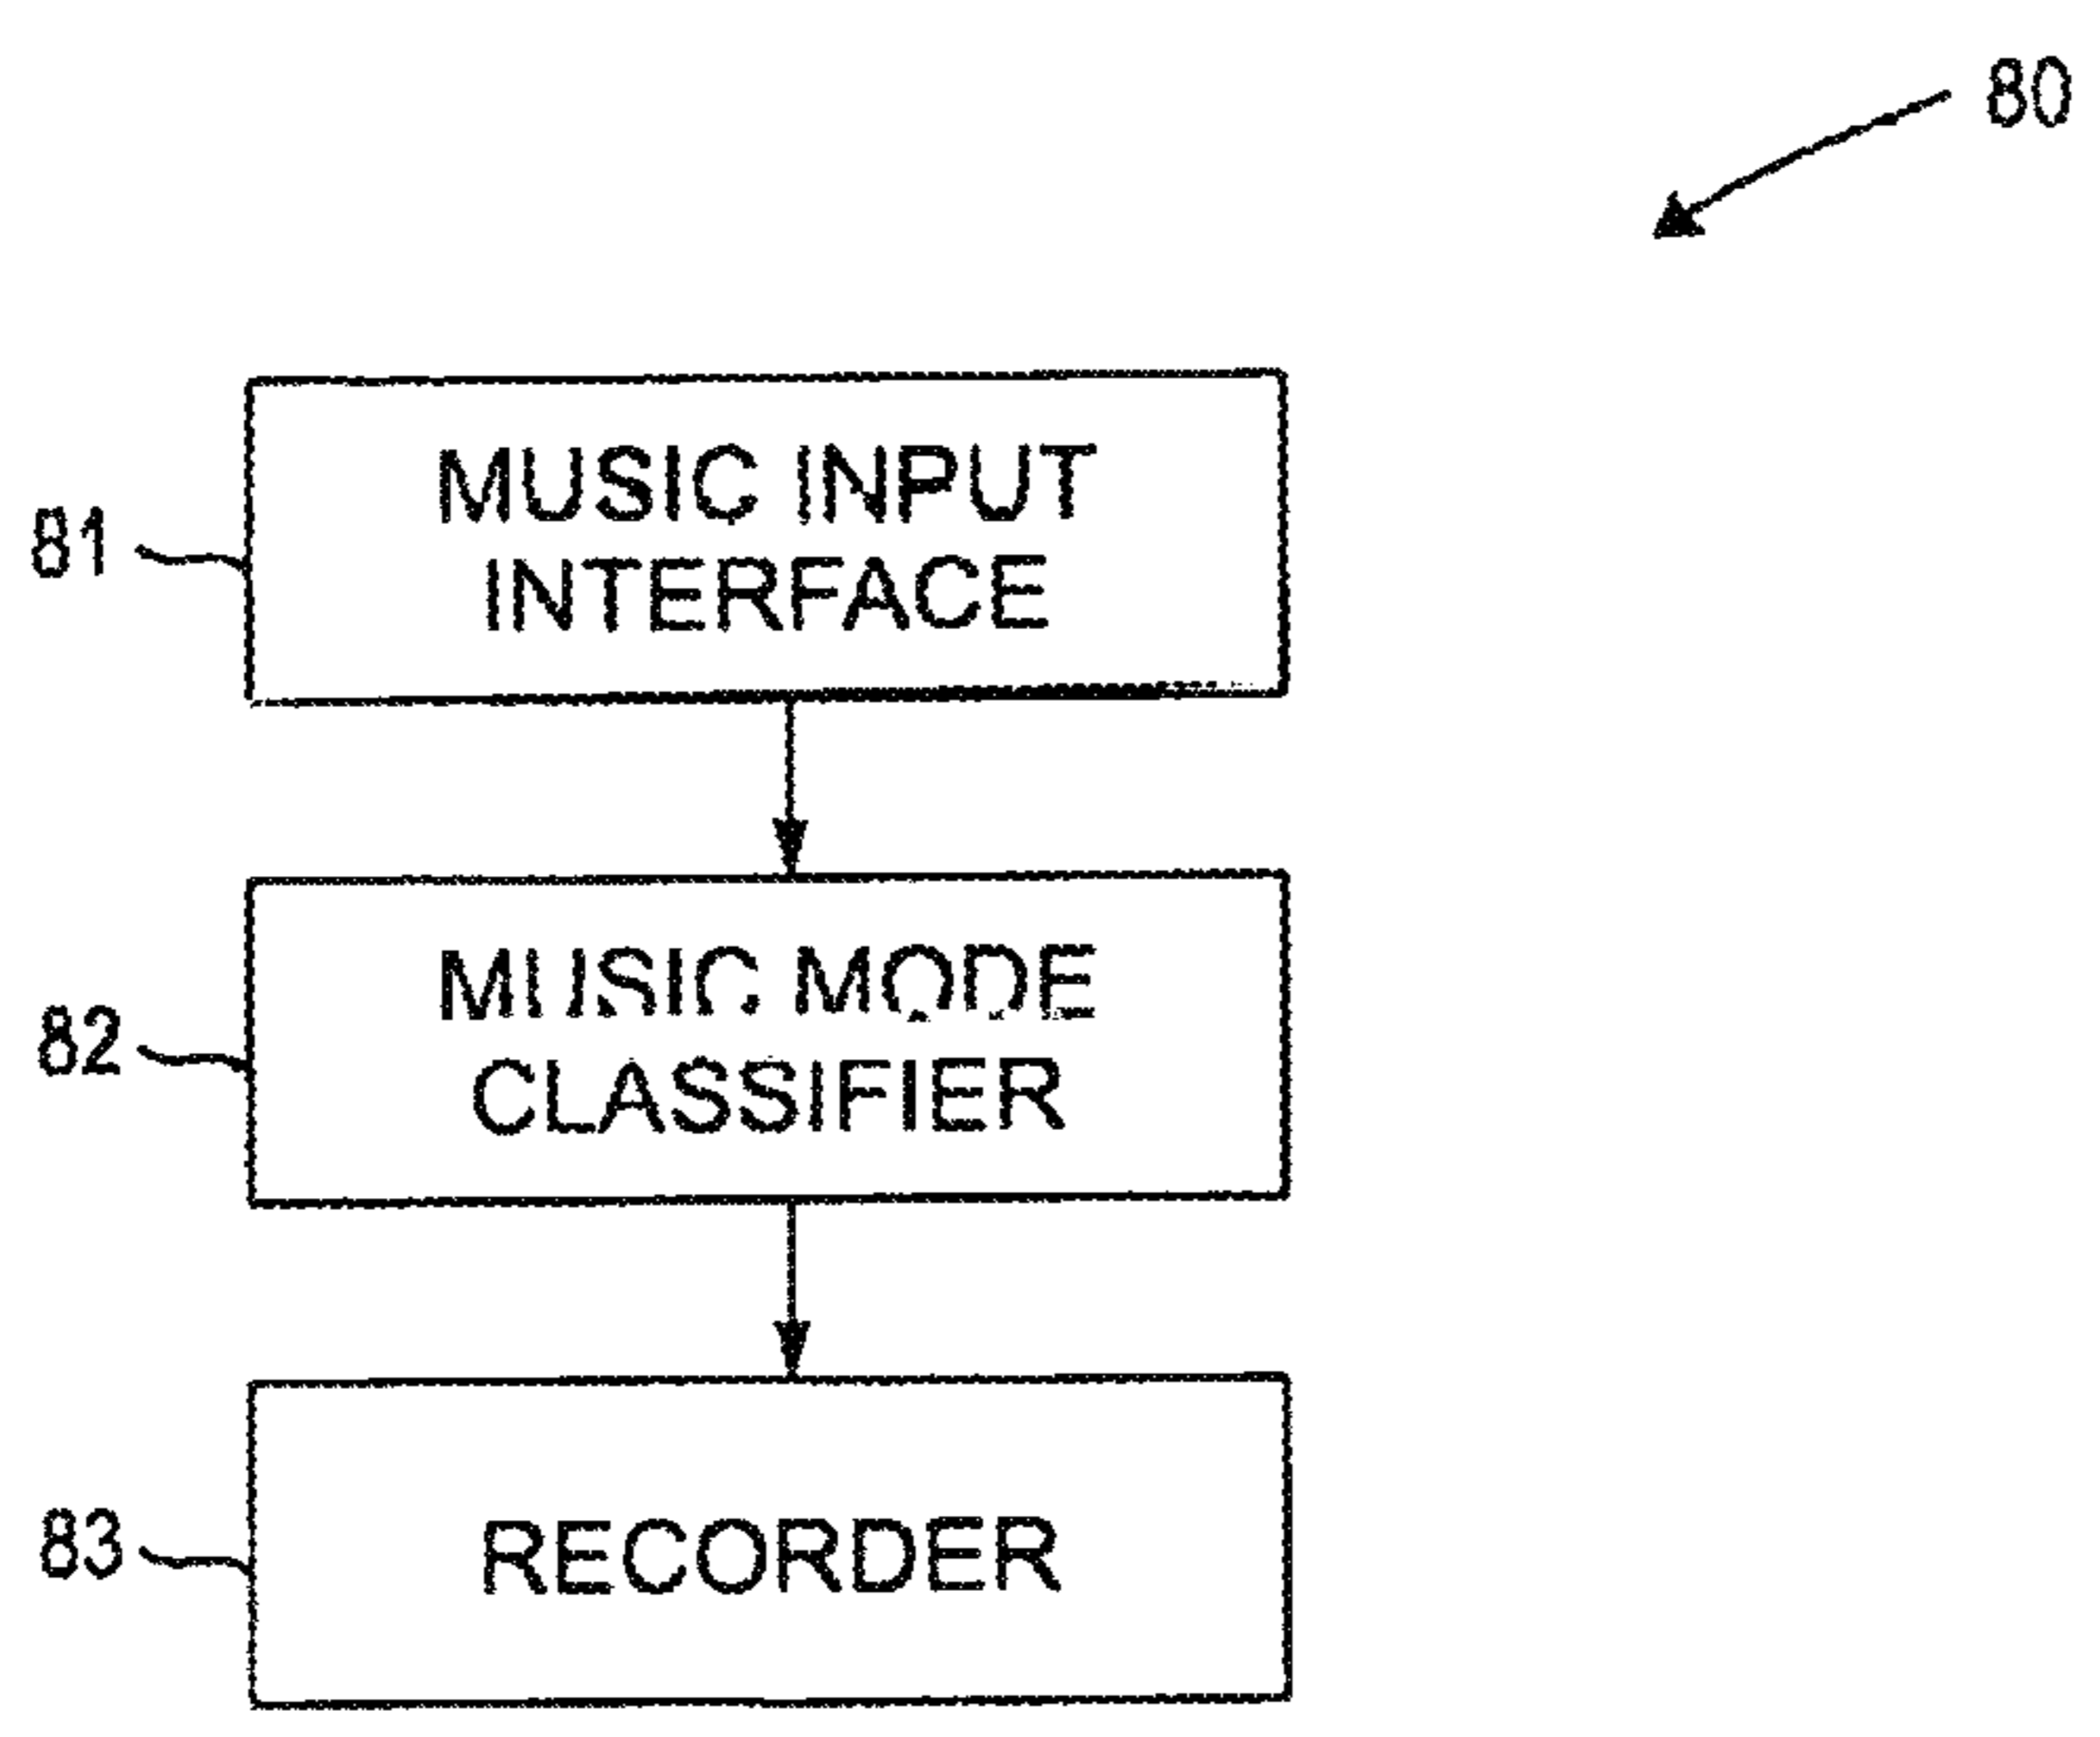 80
81
MUSIC INPUT
INTERFACE
82
MUSIC MODE
CLASSIFIER
83
RECORDER